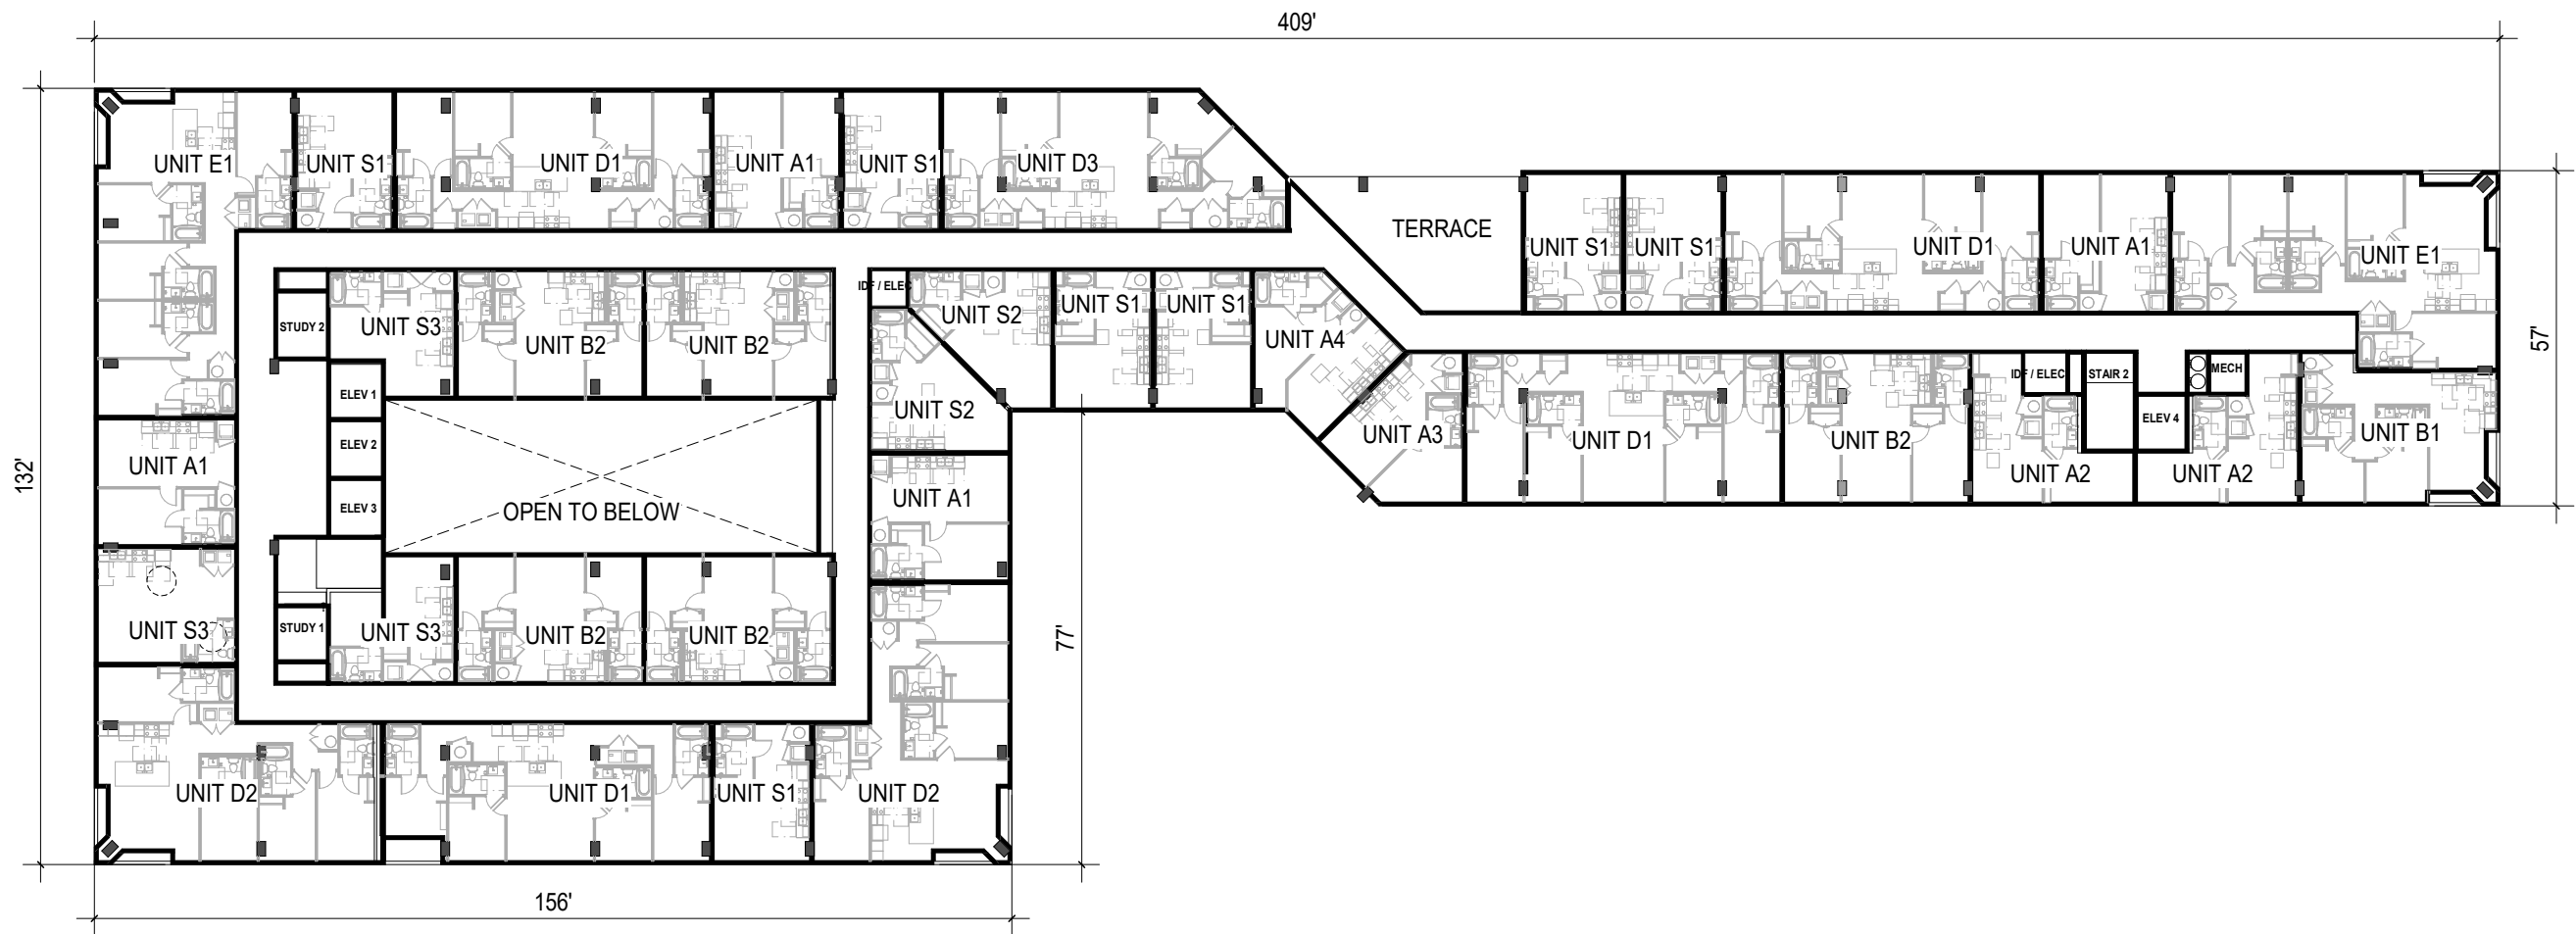 409'
UNIT E1
UNIT S1
UNIT D1
UNIT A1
UNIT S1
UNIT D3
TERRACE
UNIT S1
UNIT S1
UNIT D1
UNIT A1
UNIT E1
IDF / ELEC
STUDY 2
UNIT S3
UNIT B2
UNIT B2
UNIT S2
UNIT S1
UNIT S1
UNIT A4
57'
ELEV 1
ELEV 2
ELEV 3
UNIT S2
UNIT A3
UNIT D1
UNIT B2
IDF / ELEC
STAIR 2
MECH
ELEV 4
UNIT A2
UNIT A2
UNIT B1
132'
UNIT A1
OPEN TO BELOW
UNIT A1
UNIT S3
STUDY 1
UNIT S3
UNIT B2
UNIT B2
77'
UNIT D2
UNIT D1
UNIT S1
UNIT D2
156'